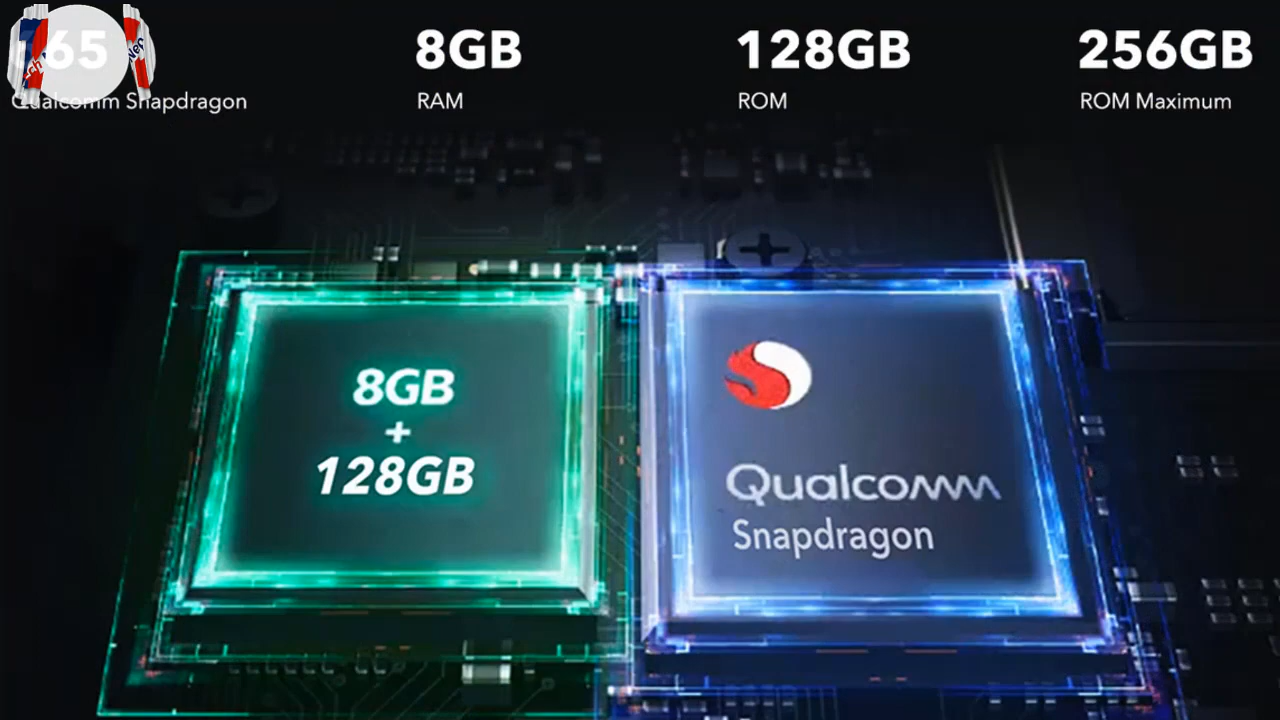 65
8GB
128GB
256GB
Qualcomm Snapdragon
RAM
ROM
ROM Maximum
8GB
+
128GB
Qualcomm
Snapdragon